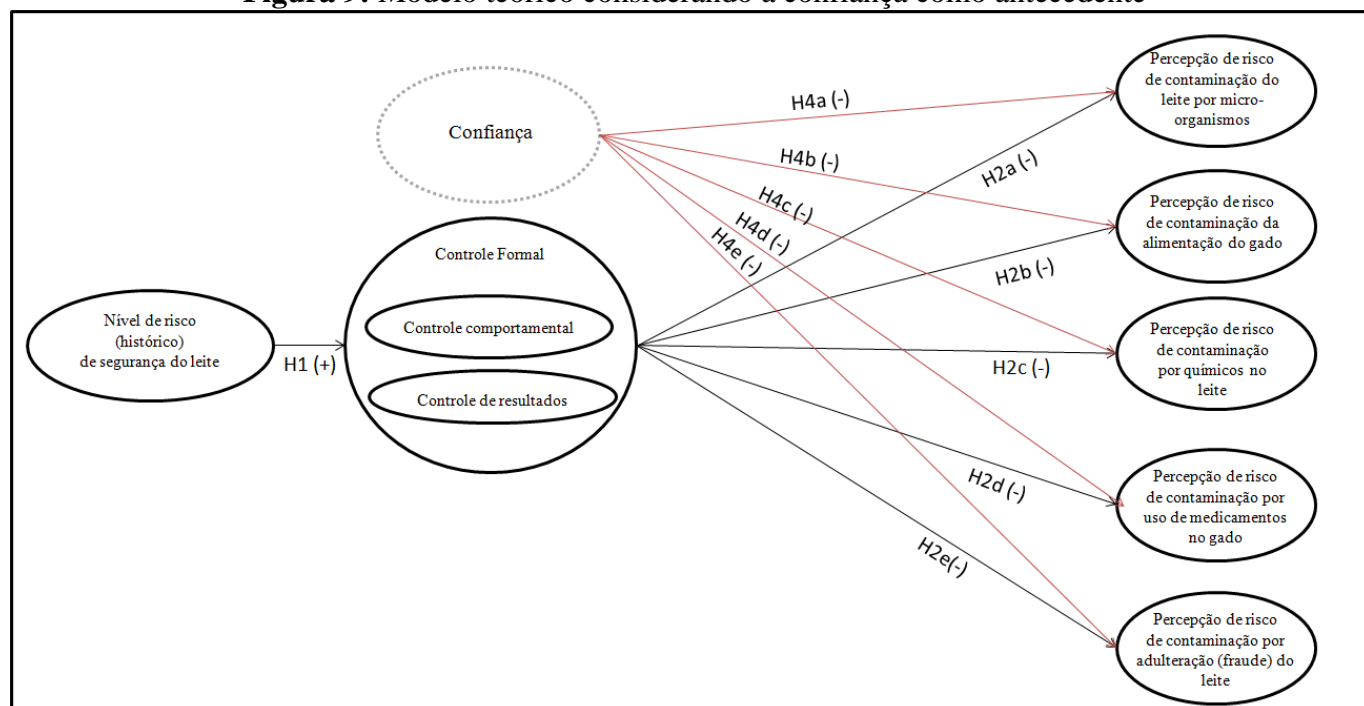 Figura 9: Modelo teórico considerando a confiança como antecedente
Confiança
Controle Formal
Controle comportamental
Controle de resultados
Nível de risco
(histórico)
de segurança do leite
H1 (+)
H4a (-)
H4b (-)
H4c (-)
H4d (-)
H4e (-)
H2a (-)
H2b (-)
H2c (-)
H2d (-)
H2e(-)
Percepção de risco
de contaminação do
leite por micro-
organismos
Percepção de risco
de contaminação da
alimentação do gado
Percepção de risco
de contaminação
por químicos no
leite
Percepção de risco
de contaminação por
uso de medicamentos
no gado
Percepção de risco
de contaminação por
adulteração (fraude) do
leite